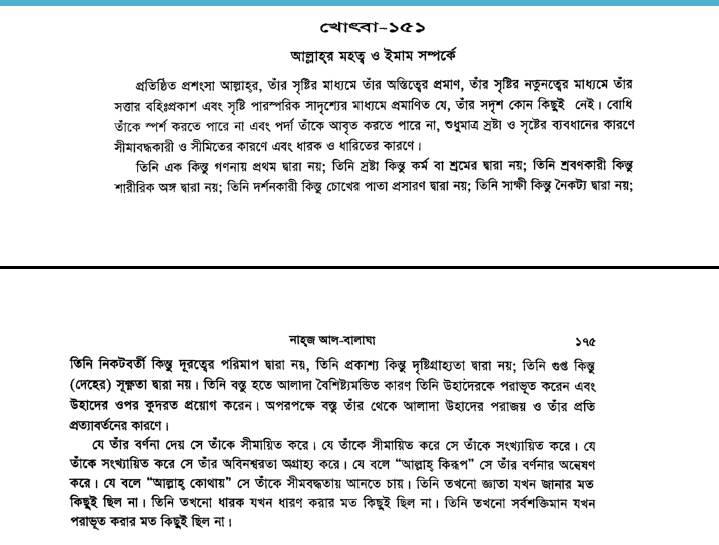 খোৎবা-১৫১
আল্লাহ্‌র মহত্ব ও ইমাম সম্পর্কে
প্রতিষ্ঠিত প্রশংসা আল্লাহ্‌র, তাঁর সৃষ্টির মাধ্যমে তাঁর অস্তিত্বের প্রমাণ, তাঁর সৃষ্টির নতুনত্বের মাধ্যমে তাঁর
সত্তার বহিঃপ্রকাশ এবং সৃষ্টি পারস্পরিক সাদৃশ্যের মাধ্যমে প্রমাণিত যে, তাঁর সদৃশ কোন কিছুই নেই। বোধি
তাঁকে স্পর্শ করতে পারে না এবং পর্দা তাঁকে আবৃত করতে পারে না, শুধুমাত্র স্রষ্টা ও সৃষ্টের ব্যবধানের কারণে
সীমাবদ্ধকারী ও সীমিতের কারণে এবং ধারক ও ধারিতের কারণে।
তিনি এক কিন্তু গণনায় প্রথম দ্বারা নয়; তিনি স্রষ্টা কিন্তু কর্ম বা শ্রমের দ্বারা নয়; তিনি শ্রবণকারী কিন্তু
শারীরিক অঙ্গ দ্বারা নয়; তিনি দর্শনকারী কিন্তু চোখের পাতা প্রসারণ দ্বারা নয়; তিনি সাক্ষী কিন্তু নৈকট্য দ্বারা নয়;
নাহ্‌জ আল-বালাঘা ১৭৫
তিনি নিকটবর্তী কিন্তু দূরত্বের পরিমাপ দ্বারা নয়, তিনি প্রকাশ্য কিন্তু দৃষ্টিগ্রাহ্যতা দ্বারা নয়; তিনি গুপ্ত কিন্তু
(দেহের) সূক্ষ্মতা দ্বারা নয়। তিনি বস্তু হতে আলাদা বৈশিষ্ট্যমন্ডিত কারণ তিনি উহাদেরকে পরাভূত করেন এবং
উহাদের ওপর কুদরত প্রয়োগ করেন। অপরপক্ষে বস্তু তাঁর থেকে আলাদা উহাদের পরাজয় ও তাঁর প্রতি
প্রত্যাবর্তনের কারণে।
যে তাঁর বর্ণনা দেয় সে তাঁকে সীমায়িত করে। যে তাঁকে সীমায়িত করে সে তাঁকে সংখ্যায়িত করে। যে
তাঁকে সংখ্যায়িত করে সে তাঁর অবিনশ্বরতা অগ্রাহ্য করে। যে বলে “আল্লাহ্ কিরূপ” সে তাঁর বর্ণনার অন্বেষণ
করে। যে বলে “আল্লাহ্ কোথায়” সে তাঁকে সীমবদ্ধতায় আনতে চায়। তিনি তখনো জ্ঞাতা যখন জানার মত
কিছুই ছিল না। তিনি তখনো ধারক যখন ধারণ করার মত কিছুই ছিল না। তিনি তখনো সর্বশক্তিমান যখন
পরাভূত করার মত কিছুই ছিল না।